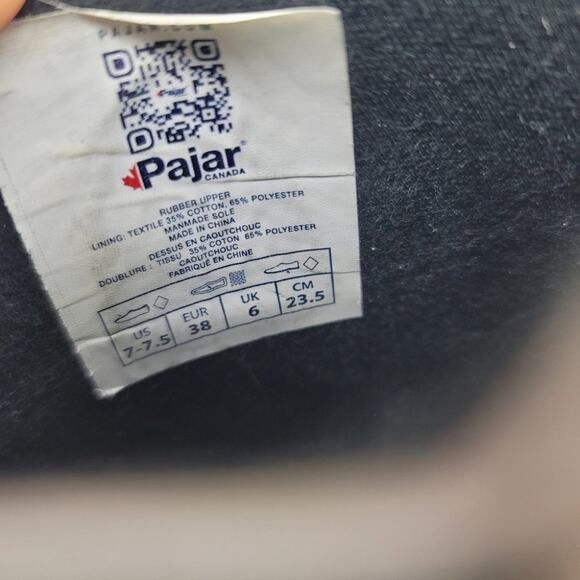 PAJAR.COM
Pajar
CANADA
RUBBER UPPER
LINING: TEXTILE 35% COTTON, 65% POLYESTER
MANMADE SOLE
MADE IN CHINA
DESSUS EN CAOUTCHOUC
DOUBLURE : TISSU 35% COTON 65% POLYESTER
CAOUTCHOUC
FABRIQUÉ EN CHINE
US EUR UK CM
7-7.5 38 6 23.5